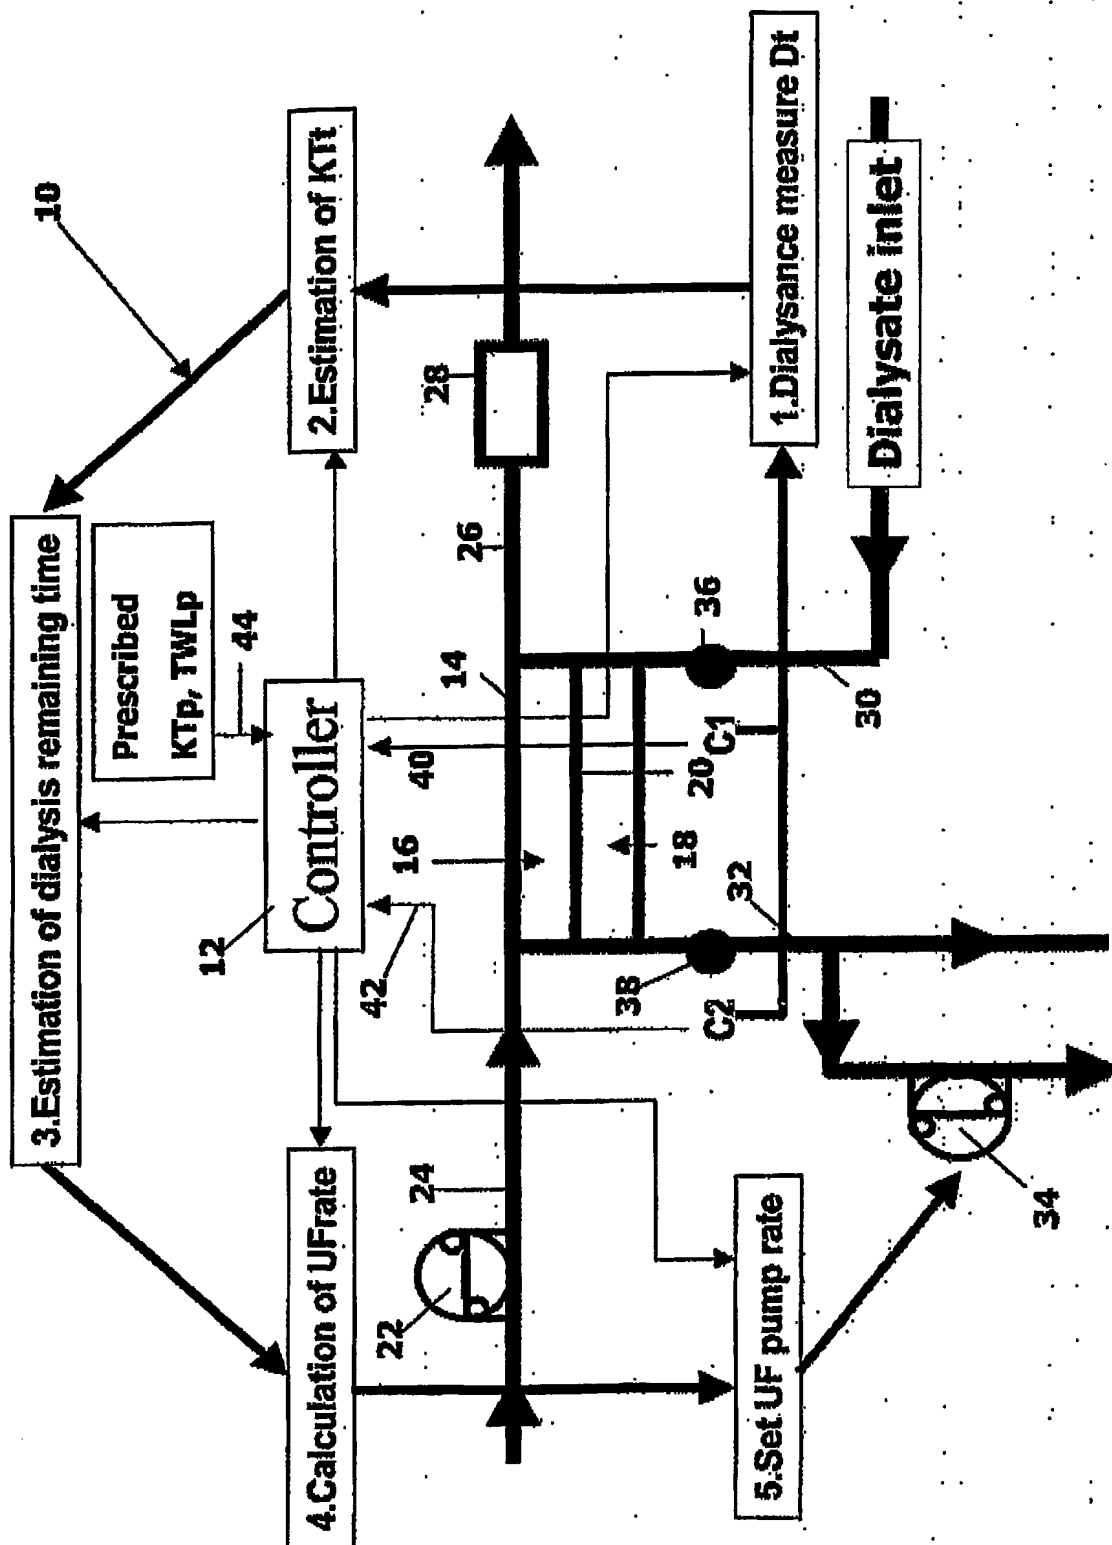 3.Estimation of dialysis remaining time
10
Prescribed
KTp, TWLp
44
4.Calculation of UFrate
12
Controller
2.Estimation of KTt
42
40
22
24
16
14
26
28
18
20
38
36
C2
C1
32
30
34
5.Set UF pump rate
1.Dialysance measure Dt
Dialysate inlet